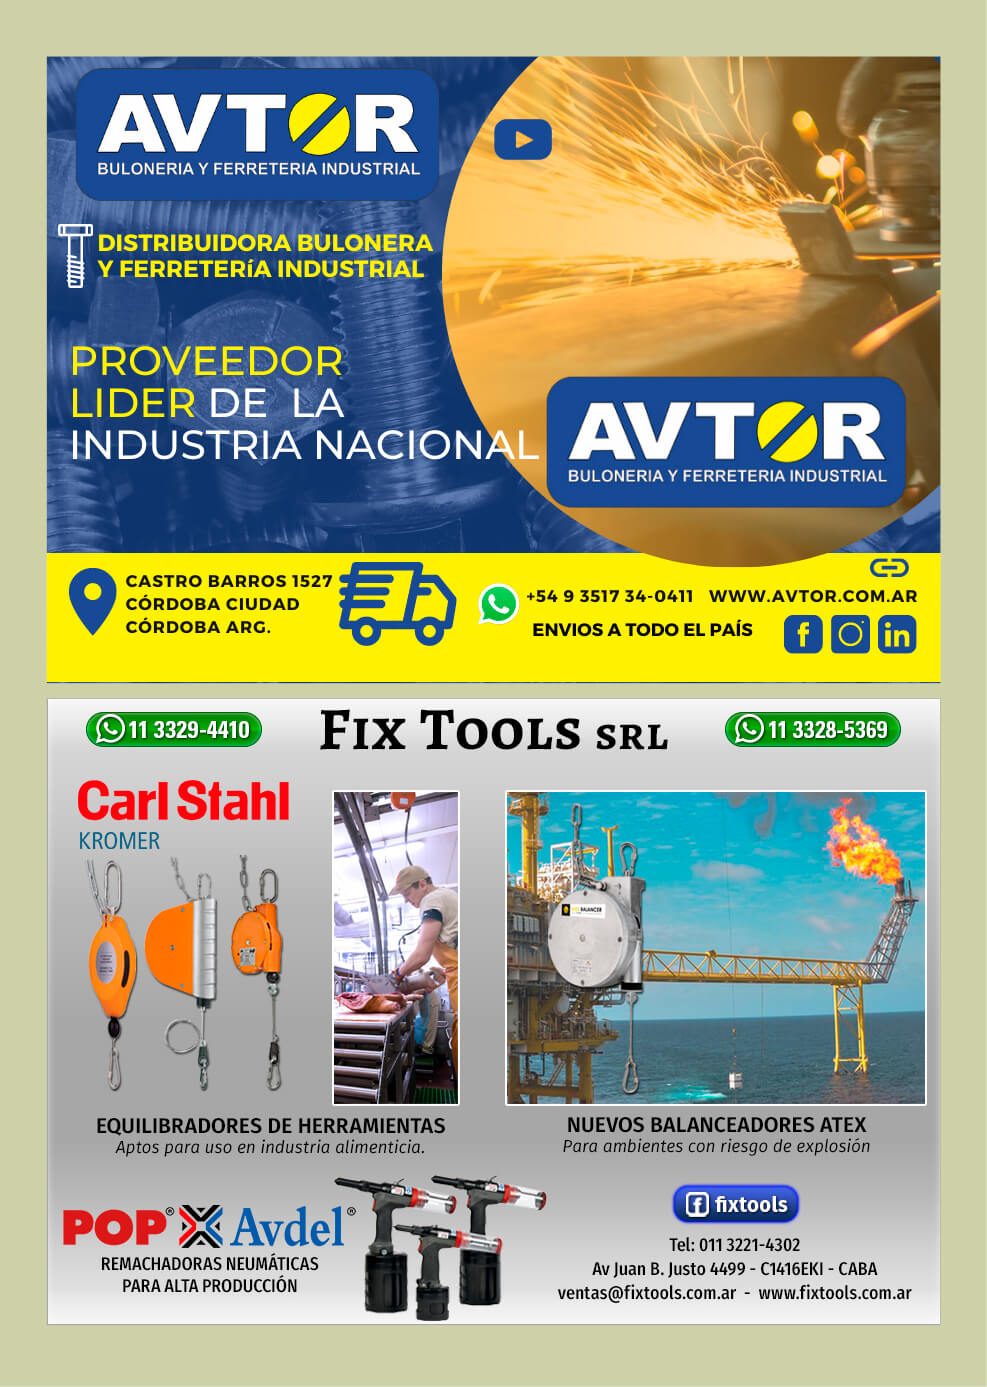 AVTOR
BULONERIA Y FERRETERIA INDUSTRIAL
DISTRIBUIDORA BULONERA
Y FERRETERíA INDUSTRIAL
PROVEEDOR
LIDER DE LA
INDUSTRIA NACIONAL
AVTOR
BULONERIA Y FERRETERIA INDUSTRIAL
CASTRO BARROS 1527
CÓRDOBA CIUDAD
CÓRDOBA ARG.
+54 9 3517 34-0411 WWW.AVTOR.COM.AR
ENVIOS A TODO EL PAÍS
11 3329-4410
FIX TOOLS SRL
11 3328-5369
Carl Stahl
KROMER
BALANCER
EQUILIBRADORES DE HERRAMIENTAS
Aptos para uso en industria alimenticia.
NUEVOS BALANCEADORES ATEX
Para ambientes con riesgo de explosión
POP® Avdel®
REMACHADORAS NEUMÁTICAS
PARA ALTA PRODUCCIÓN
fixtools
Tel: 011 3221-4302
Av Juan B. Justo 4499 - C1416EKI - CABA
ventas@fixtools.com.ar - www.fixtools.com.ar